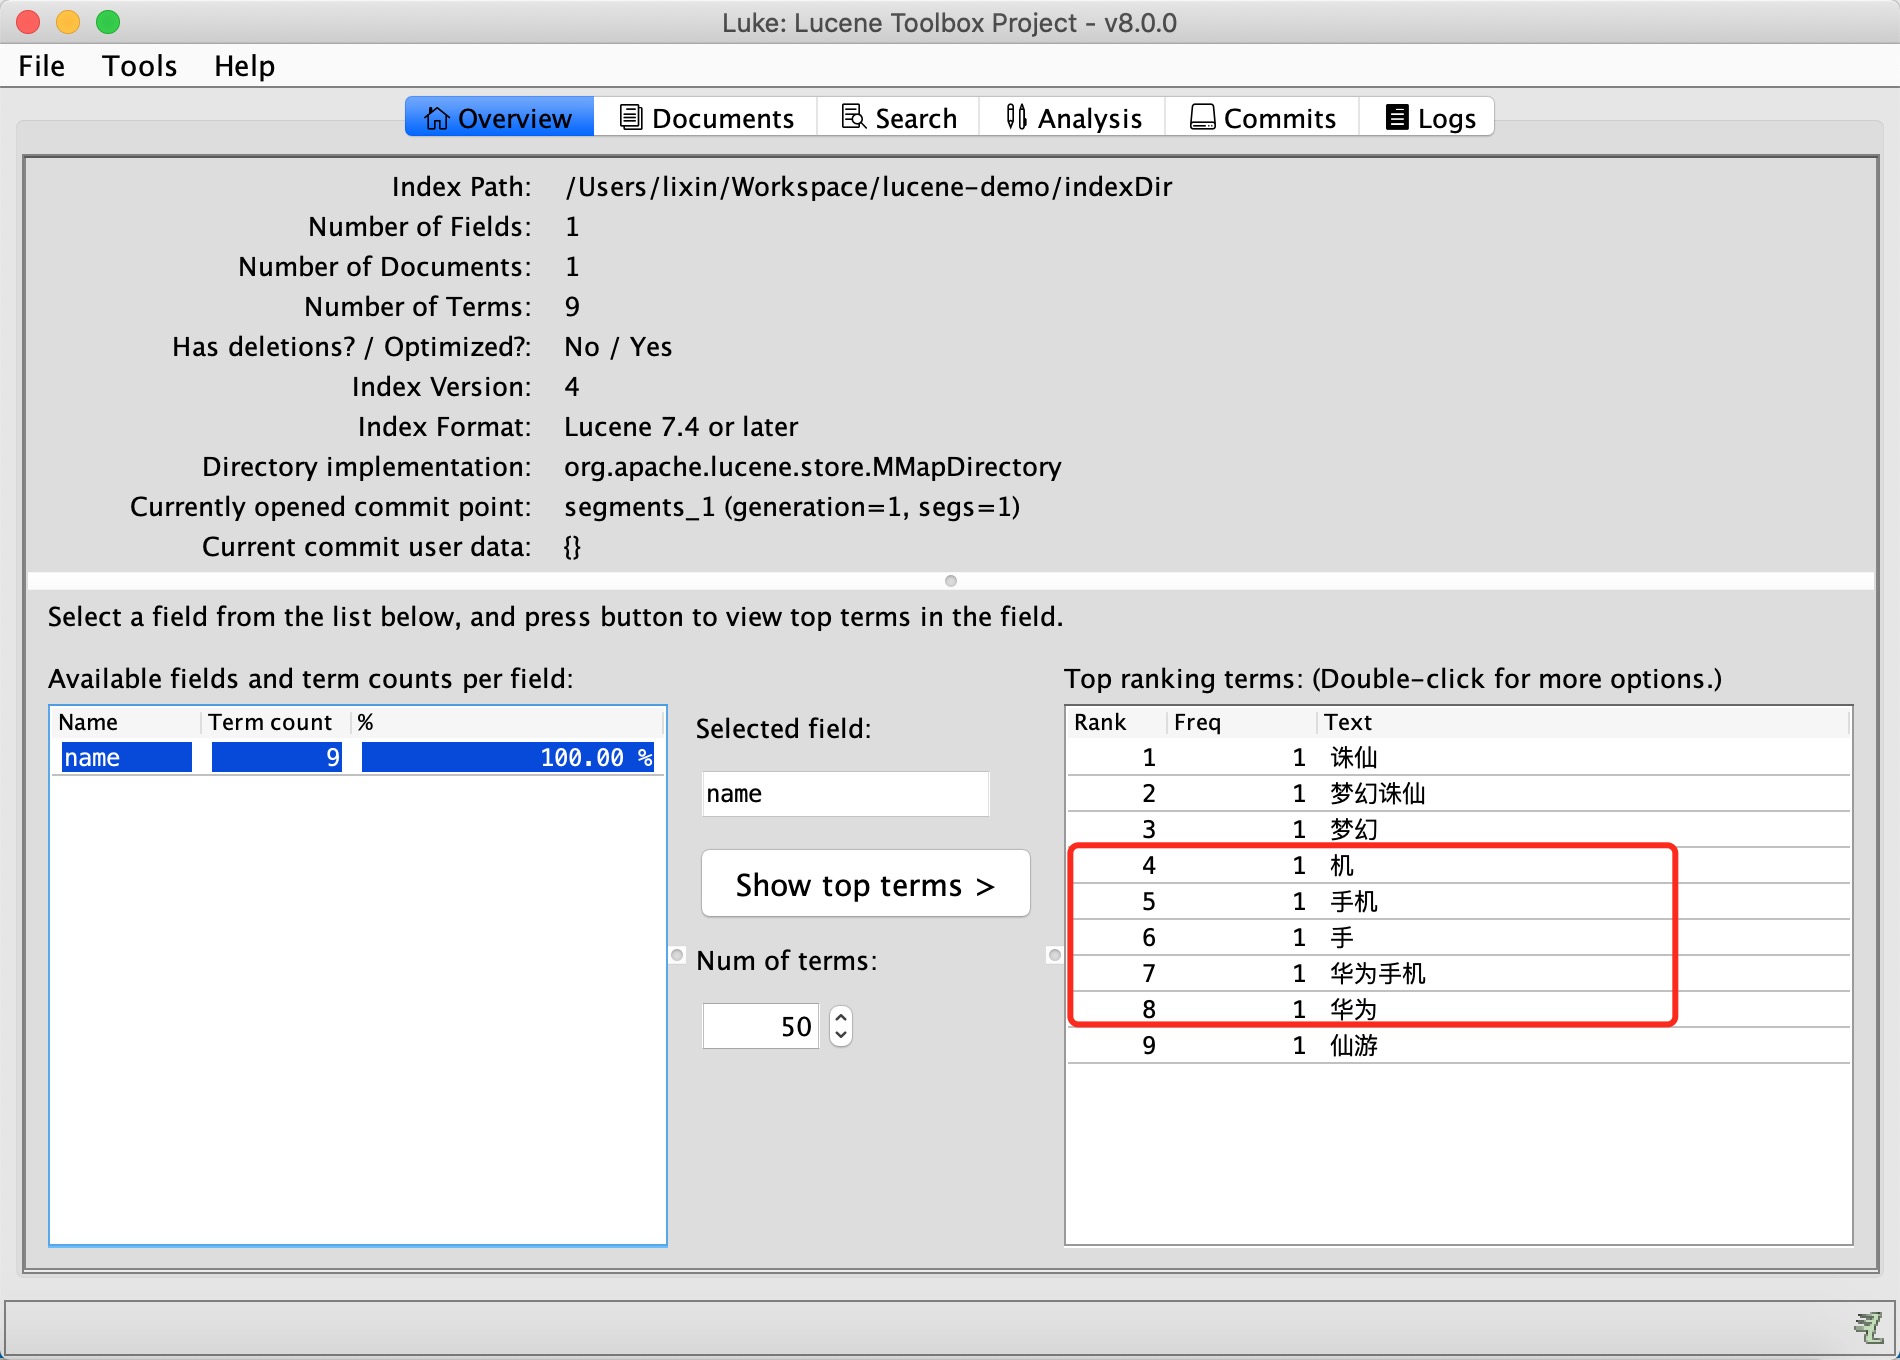 Luke: Lucene Toolbox Project - v8.0.0
File Tools Help
Overview Documents Search Analysis Commits Logs
Index Path: /Users/lixin/Workspace/lucene-demo/indexDir
Number of Fields: 1
Number of Documents: 1
Number of Terms: 9
Has deletions? / Optimized?: No / Yes
Index Version: 4
Index Format: Lucene 7.4 or later
Directory implementation: org.apache.lucene.store.MMapDirectory
Currently opened commit point: segments_1 (generation=1, segs=1)
Current commit user data: {}
Select a field from the list below, and press button to view top terms in the field.
Available fields and term counts per field:
Name Term count %
name 9 100.00 %
Selected field:
name
Show top terms >
Num of terms:
50
Top ranking terms: (Double-click for more options.)
Rank Freq Text
1 1 诛仙
2 1 梦幻诛仙
3 1 梦幻
4 1 机
5 1 手机
6 1 手
7 1 华为手机
8 1 华为
9 1 仙游